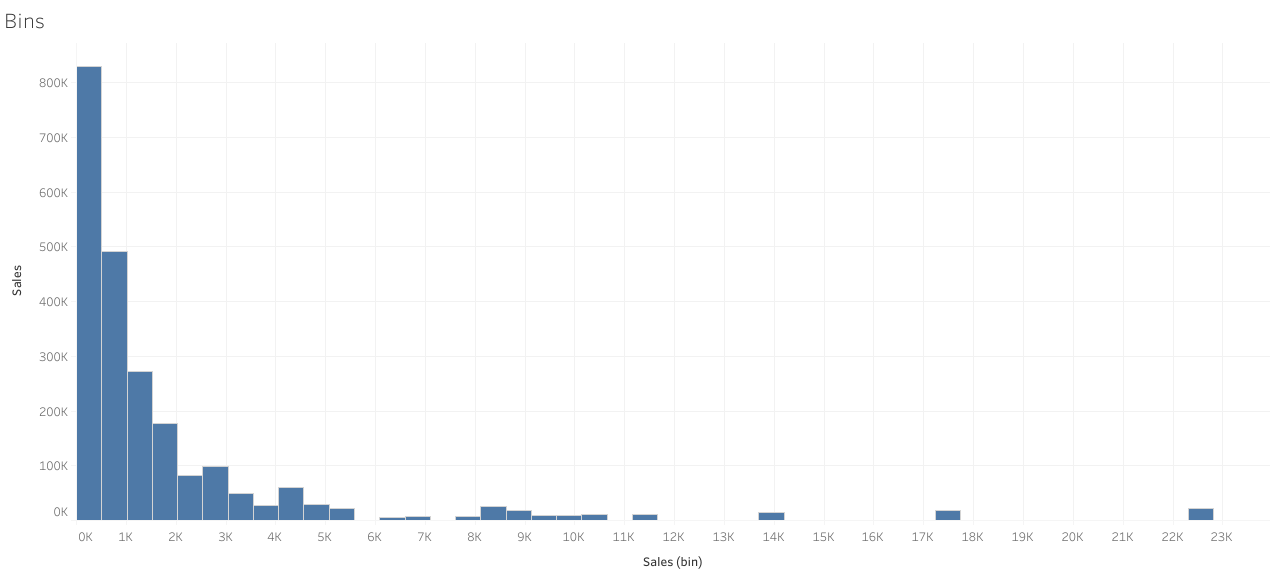 Bins
800K
700K
600K
500K
400K
300K
200K
100K
0K
Sales
0K 1K 2K 3K 4K 5K 6K 7K 8K 9K 10K 11K 12K 13K 14K 15K 16K 17K 18K 19K 20K 21K 22K 23K
Sales (bin)